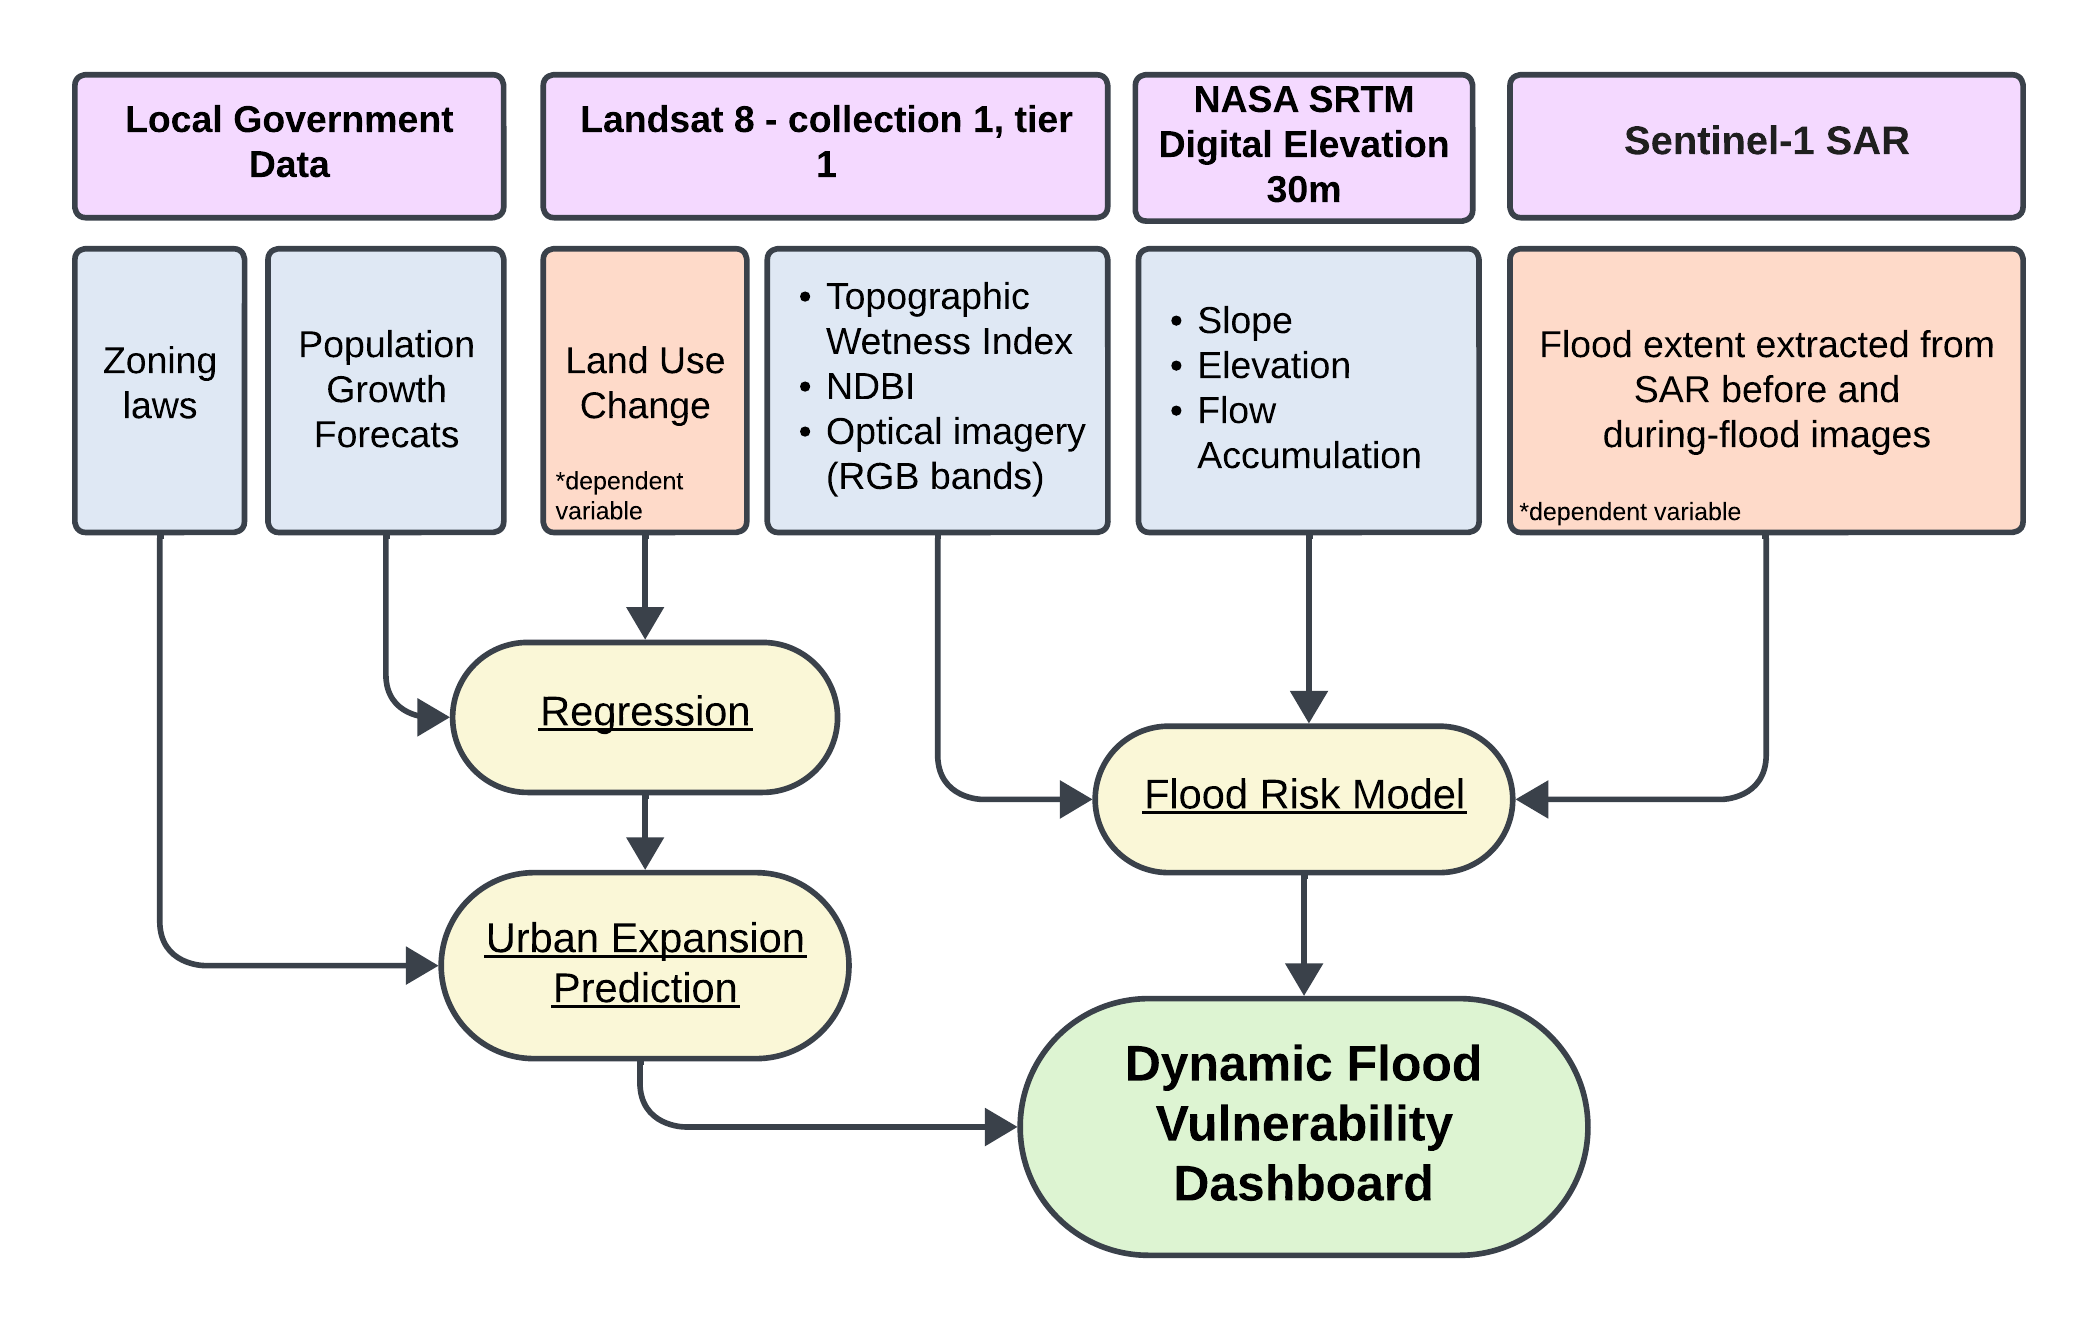 Local Government
Data
Landsat 8 - collection 1, tier
1
NASA SRTM
Digital Elevation
30m
Sentinel-1 SAR
Zoning
laws
Population
Growth
Forecats
Land Use
Change
*dependent
variable
• Topographic
Wetness Index
• NDBI
• Optical imagery
(RGB bands)
• Slope
• Elevation
• Flow
Accumulation
Flood extent extracted from
SAR before and
during-flood images
*dependent variable
Regression
Flood Risk Model
Urban Expansion
Prediction
Dynamic Flood
Vulnerability
Dashboard